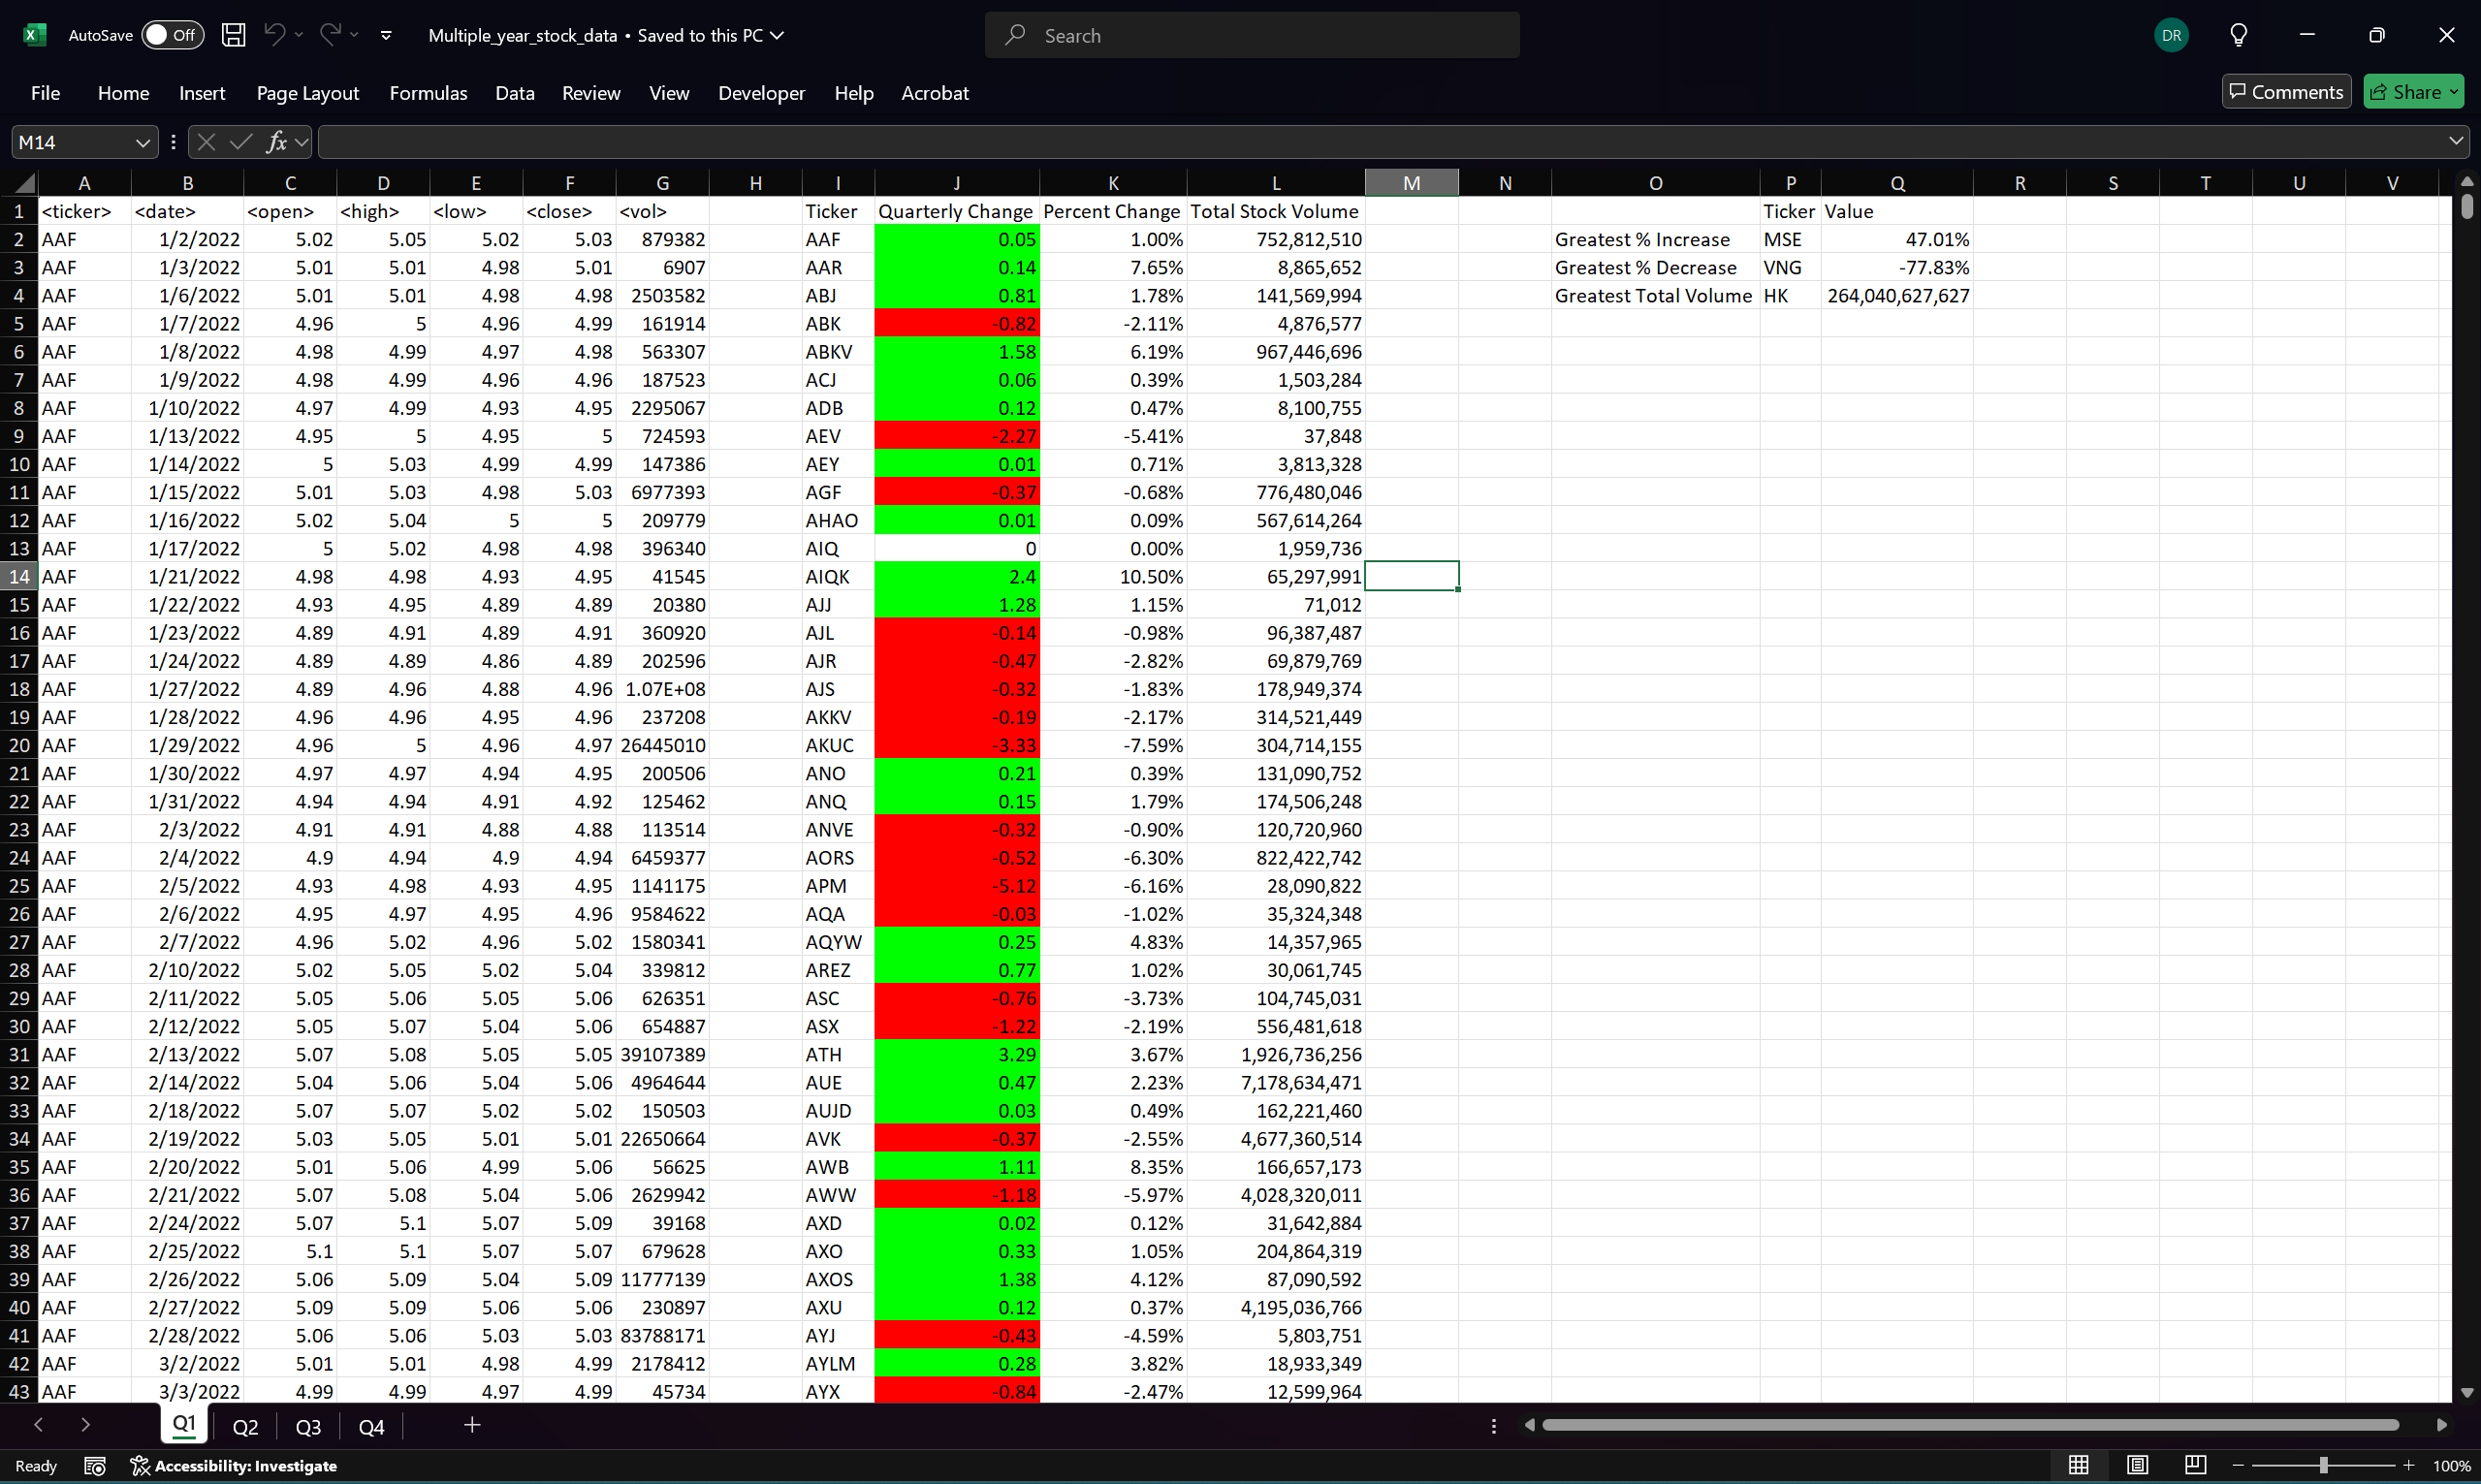 AutoSave Off Multiple_year_stock_data • Saved to this PC Search DR
File Home Insert Page Layout Formulas Data Review View Developer Help Acrobat Comments Share
M14 fx
A B C D E F G H I J K L M N O P Q R S T U V
1 <ticker> <date> <open> <high> <low> <close> <vol> Ticker Quarterly Change Percent Change Total Stock Volume Ticker Value
2 AAF 1/2/2022 5.02 5.05 5.02 5.03 879382 AAF 0.05 1.00% 752,812,510 Greatest % Increase MSE 47.01%
3 AAF 1/3/2022 5.01 5.01 4.98 5.01 6907 AAR 0.14 7.65% 8,865,652 Greatest % Decrease VNG -77.83%
4 AAF 1/6/2022 5.01 5.01 4.98 4.98 2503582 ABJ 0.81 1.78% 141,569,994 Greatest Total Volume HK 264,040,627,627
5 AAF 1/7/2022 4.96 5 4.96 4.99 161914 ABK -0.82 -2.11% 4,876,577
6 AAF 1/8/2022 4.98 4.99 4.97 4.98 563307 ABKV 1.58 6.19% 967,446,696
7 AAF 1/9/2022 4.98 4.99 4.96 4.96 187523 ACJ 0.06 0.39% 1,503,284
8 AAF 1/10/2022 4.97 4.99 4.93 4.95 2295067 ADB 0.12 0.47% 8,100,755
9 AAF 1/13/2022 4.95 5 4.95 5 724593 AEV -2.27 -5.41% 37,848
10 AAF 1/14/2022 5 5.03 4.99 4.99 147386 AEY 0.01 0.71% 3,813,328
11 AAF 1/15/2022 5.01 5.03 4.98 5.03 6977393 AGF -0.37 -0.68% 776,480,046
12 AAF 1/16/2022 5.02 5.04 5 5 209779 AHAO 0.01 0.09% 567,614,264
13 AAF 1/17/2022 5 5.02 4.98 4.98 396340 AIQ 0 0.00% 1,959,736
14 AAF 1/21/2022 4.98 4.98 4.93 4.95 41545 AIQK 2.4 10.50% 65,297,991
15 AAF 1/22/2022 4.93 4.95 4.89 4.89 20380 AJJ 1.28 1.15% 71,012
16 AAF 1/23/2022 4.89 4.91 4.89 4.91 360920 AJL -0.14 -0.98% 96,387,487
17 AAF 1/24/2022 4.89 4.89 4.86 4.89 202596 AJR -0.47 -2.82% 69,879,769
18 AAF 1/27/2022 4.89 4.96 4.88 4.96 1.07E+08 AJS -0.32 -1.83% 178,949,374
19 AAF 1/28/2022 4.96 4.96 4.95 4.96 237208 AKKV -0.19 -2.17% 314,521,449
20 AAF 1/29/2022 4.96 5 4.96 4.97 26445010 AKUC -3.33 -7.59% 304,714,155
21 AAF 1/30/2022 4.97 4.97 4.94 4.95 200506 ANO 0.21 0.39% 131,090,752
22 AAF 1/31/2022 4.94 4.94 4.91 4.92 125462 ANQ 0.15 1.79% 174,506,248
23 AAF 2/3/2022 4.91 4.91 4.88 4.88 113514 ANVE -0.32 -0.90% 120,720,960
24 AAF 2/4/2022 4.9 4.94 4.9 4.94 6459377 AORS -0.52 -6.30% 822,422,742
25 AAF 2/5/2022 4.93 4.98 4.93 4.95 1141175 APM -5.12 -6.16% 28,090,822
26 AAF 2/6/2022 4.95 4.97 4.95 4.96 9584622 AQA -0.03 -1.02% 35,324,348
27 AAF 2/7/2022 4.96 5.02 4.96 5.02 1580341 AQYW 0.25 4.83% 14,357,965
28 AAF 2/10/2022 5.02 5.05 5.02 5.04 339812 AREZ 0.77 1.02% 30,061,745
29 AAF 2/11/2022 5.05 5.06 5.05 5.06 626351 ASC -0.76 -3.73% 104,745,031
30 AAF 2/12/2022 5.05 5.07 5.04 5.06 654887 ASX -1.22 -2.19% 556,481,618
31 AAF 2/13/2022 5.07 5.08 5.05 5.05 39107389 ATH 3.29 3.67% 1,926,736,256
32 AAF 2/14/2022 5.04 5.06 5.04 5.06 4964644 AUE 0.47 2.23% 7,178,634,471
33 AAF 2/18/2022 5.07 5.07 5.02 5.02 150503 AUJD 0.03 0.49% 162,221,460
34 AAF 2/19/2022 5.03 5.05 5.01 5.01 22650664 AVK -0.37 -2.55% 4,677,360,514
35 AAF 2/20/2022 5.01 5.06 4.99 5.06 56625 AWB 1.11 8.35% 166,657,173
36 AAF 2/21/2022 5.07 5.08 5.04 5.06 2629942 AWW -1.18 -5.97% 4,028,320,011
37 AAF 2/24/2022 5.07 5.1 5.07 5.09 39168 AXD 0.02 0.12% 31,642,884
38 AAF 2/25/2022 5.1 5.1 5.07 5.07 679628 AXO 0.33 1.05% 204,864,319
39 AAF 2/26/2022 5.06 5.09 5.04 5.09 11777139 AXOS 1.38 4.12% 87,090,592
40 AAF 2/27/2022 5.09 5.09 5.06 5.06 230897 AXU 0.12 0.37% 4,195,036,766
41 AAF 2/28/2022 5.06 5.06 5.03 5.03 83788171 AYJ -0.43 -4.59% 5,803,751
42 AAF 3/2/2022 5.01 5.01 4.98 4.99 2178412 AYLM 0.28 3.82% 18,933,349
43 AAF 3/3/2022 4.99 4.99 4.97 4.99 45734 AYX -0.84 -2.47% 12,599,964
Q1 Q2 Q3 Q4
Ready Accessibility: Investigate 100%